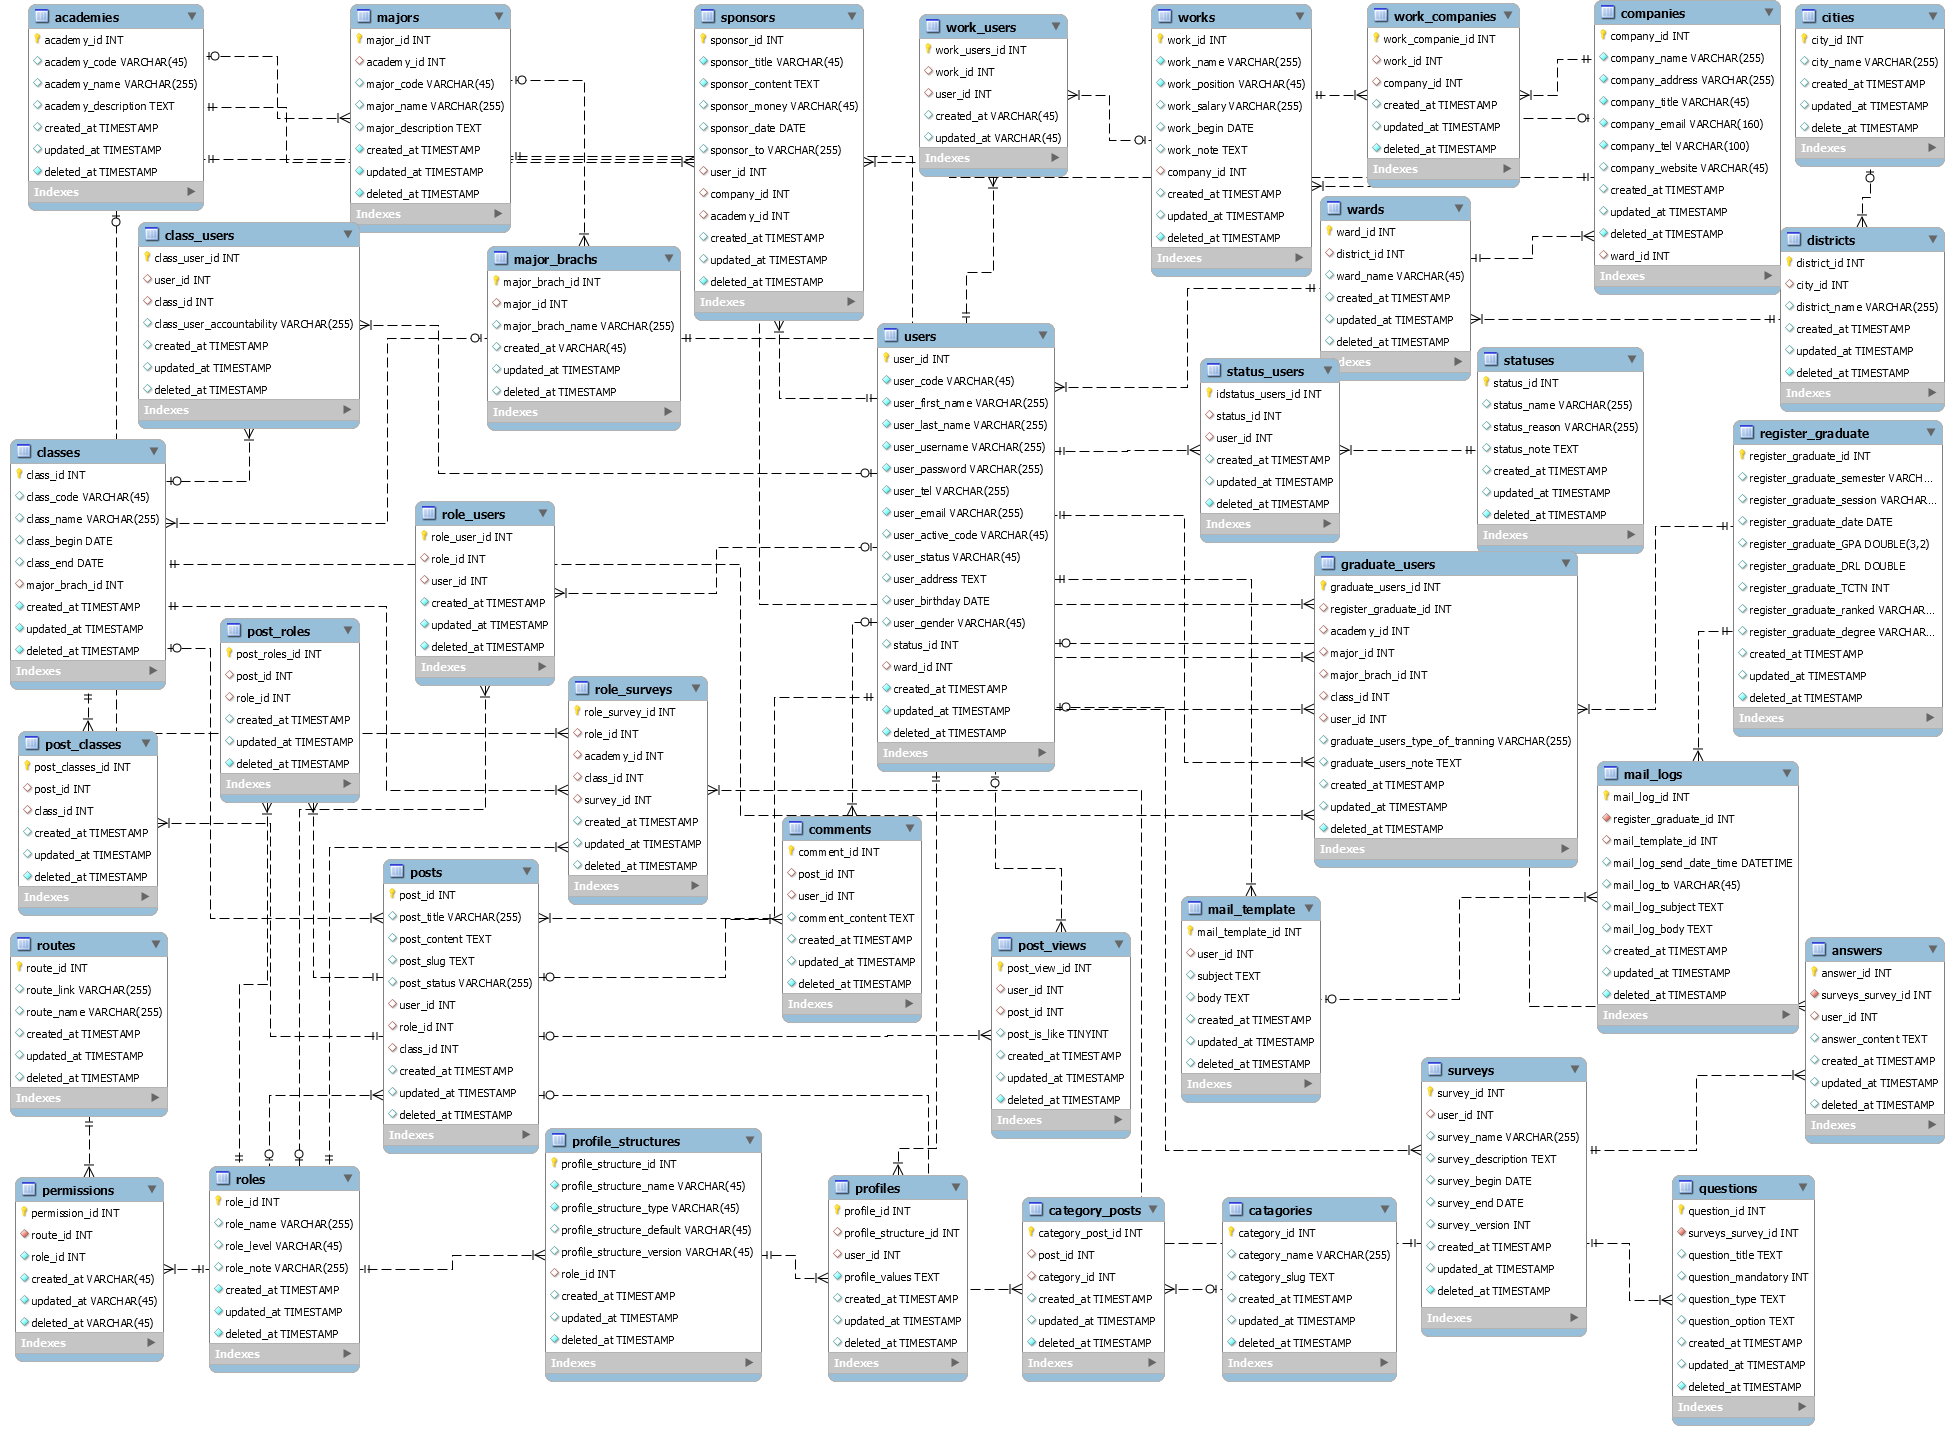 academies
academy_id INT
academy_code VARCHAR(45)
academy_name VARCHAR(255)
academy_description TEXT
created_at TIMESTAMP
updated_at TIMESTAMP
deleted_at TIMESTAMP
Indexes
majors
major_id INT
academy_id INT
major_code VARCHAR(45)
major_name VARCHAR(255)
major_description TEXT
created_at TIMESTAMP
updated_at TIMESTAMP
deleted_at TIMESTAMP
Indexes
sponsors
sponsor_id INT
sponsor_title VARCHAR(45)
sponsor_content TEXT
sponsor_money VARCHAR(45)
sponsor_date DATE
sponsor_to VARCHAR(255)
user_id INT
company_id INT
academy_id INT
created_at TIMESTAMP
updated_at TIMESTAMP
deleted_at TIMESTAMP
Indexes
work_users
work_users_id INT
work_id INT
user_id INT
created_at VARCHAR(45)
updated_at VARCHAR(45)
Indexes
works
work_id INT
work_name VARCHAR(255)
work_position VARCHAR(45)
work_salary VARCHAR(255)
work_begin DATE
work_note TEXT
company_id INT
created_at TIMESTAMP
updated_at TIMESTAMP
deleted_at TIMESTAMP
Indexes
work_companies
work_companie_id INT
work_id INT
company_id INT
created_at TIMESTAMP
updated_at TIMESTAMP
deleted_at TIMESTAMP
Indexes
companies
company_id INT
company_name VARCHAR(255)
company_address VARCHAR(255)
company_title VARCHAR(45)
company_email VARCHAR(160)
company_tel VARCHAR(100)
company_website VARCHAR(45)
created_at TIMESTAMP
updated_at TIMESTAMP
deleted_at TIMESTAMP
ward_id INT
Indexes
cities
city_id INT
city_name VARCHAR(255)
created_at TIMESTAMP
updated_at TIMESTAMP
delete_at TIMESTAMP
Indexes
class_users
class_user_id INT
user_id INT
class_id INT
class_user_accountability VARCHAR(255)
created_at TIMESTAMP
updated_at TIMESTAMP
deleted_at TIMESTAMP
Indexes
major_brachs
major_brach_id INT
major_id INT
major_brach_name VARCHAR(255)
created_at VARCHAR(45)
updated_at TIMESTAMP
deleted_at TIMESTAMP
Indexes
wards
ward_id INT
district_id INT
ward_name VARCHAR(45)
created_at TIMESTAMP
updated_at TIMESTAMP
deleted_at TIMESTAMP
ndexes
districts
district_id INT
city_id INT
district_name VARCHAR(255)
created_at TIMESTAMP
updated_at TIMESTAMP
deleted_at TIMESTAMP
Indexes
users
user_id INT
user_code VARCHAR(45)
user_first_name VARCHAR(255)
user_last_name VARCHAR(255)
user_username VARCHAR(255)
user_password VARCHAR(255)
user_tel VARCHAR(255)
user_email VARCHAR(255)
user_active_code VARCHAR(45)
user_status VARCHAR(45)
user_address TEXT
user_birthday DATE
user_gender VARCHAR(45)
status_id INT
ward_id INT
created_at TIMESTAMP
updated_at TIMESTAMP
deleted_at TIMESTAMP
Indexes
status_users
idstatus_users_id INT
status_id INT
user_id INT
created_at TIMESTAMP
updated_at TIMESTAMP
deleted_at TIMESTAMP
Indexes
statuses
status_id INT
status_name VARCHAR(255)
status_reason VARCHAR(255)
status_note TEXT
created_at TIMESTAMP
updated_at TIMESTAMP
deleted_at TIMESTAMP
Indexes
register_graduate
register_graduate_id INT
register_graduate_semester VARCH...
register_graduate_session VARCHAR...
register_graduate_date DATE
register_graduate_GPA DOUBLE(3,2)
register_graduate_DRL DOUBLE
register_graduate_TCTN INT
register_graduate_ranked VARCHAR...
register_graduate_degree VARCHAR...
created_at TIMESTAMP
updated_at TIMESTAMP
deleted_at TIMESTAMP
Indexes
classes
class_id INT
class_code VARCHAR(45)
class_name VARCHAR(255)
class_begin DATE
class_end DATE
major_brach_id INT
created_at TIMESTAMP
updated_at TIMESTAMP
deleted_at TIMESTAMP
Indexes
role_users
role_user_id INT
role_id INT
user_id INT
created_at TIMESTAMP
updated_at TIMESTAMP
deleted_at TIMESTAMP
Indexes
graduate_users
graduate_users_id INT
register_graduate_id INT
academy_id INT
major_id INT
major_brach_id INT
class_id INT
user_id INT
graduate_users_type_of_tranning VARCHAR(255)
graduate_users_note TEXT
created_at TIMESTAMP
updated_at TIMESTAMP
deleted_at TIMESTAMP
Indexes
post_roles
post_roles_id INT
post_id INT
role_id INT
created_at TIMESTAMP
updated_at TIMESTAMP
deleted_at TIMESTAMP
Indexes
role_surveys
role_survey_id INT
role_id INT
academy_id INT
class_id INT
survey_id INT
created_at TIMESTAMP
updated_at TIMESTAMP
deleted_at TIMESTAMP
Indexes
post_classes
post_classes_id INT
post_id INT
class_id INT
created_at TIMESTAMP
updated_at TIMESTAMP
deleted_at TIMESTAMP
Indexes
mail_logs
mail_log_id INT
register_graduate_id INT
mail_template_id INT
mail_log_send_date_time DATETIME
mail_log_to VARCHAR(45)
mail_log_subject TEXT
mail_log_body TEXT
created_at TIMESTAMP
updated_at TIMESTAMP
deleted_at TIMESTAMP
Indexes
comments
comment_id INT
post_id INT
user_id INT
comment_content TEXT
created_at TIMESTAMP
updated_at TIMESTAMP
deleted_at TIMESTAMP
Indexes
posts
post_id INT
post_title VARCHAR(255)
post_content TEXT
post_slug TEXT
post_status VARCHAR(255)
user_id INT
role_id INT
class_id INT
created_at TIMESTAMP
updated_at TIMESTAMP
deleted_at TIMESTAMP
Indexes
mail_template
mail_template_id INT
user_id INT
subject TEXT
body TEXT
created_at TIMESTAMP
updated_at TIMESTAMP
deleted_at TIMESTAMP
Indexes
routes
route_id INT
route_link VARCHAR(255)
route_name VARCHAR(255)
created_at TIMESTAMP
updated_at TIMESTAMP
deleted_at TIMESTAMP
Indexes
post_views
post_view_id INT
user_id INT
post_id INT
post_is_like TINYINT
created_at TIMESTAMP
updated_at TIMESTAMP
deleted_at TIMESTAMP
Indexes
answers
answer_id INT
surveys_survey_id INT
user_id INT
answer_content TEXT
created_at TIMESTAMP
updated_at TIMESTAMP
deleted_at TIMESTAMP
Indexes
surveys
survey_id INT
user_id INT
survey_name VARCHAR(255)
survey_description TEXT
survey_begin DATE
survey_end DATE
survey_version INT
created_at TIMESTAMP
updated_at TIMESTAMP
deleted_at TIMESTAMP
Indexes
profile_structures
profile_structure_id INT
profile_structure_name VARCHAR(45)
profile_structure_type VARCHAR(45)
profile_structure_default VARCHAR(45)
profile_structure_version VARCHAR(45)
role_id INT
created_at TIMESTAMP
updated_at TIMESTAMP
deleted_at TIMESTAMP
Indexes
permissions
permission_id INT
route_id INT
role_id INT
created_at VARCHAR(45)
updated_at VARCHAR(45)
deleted_at VARCHAR(45)
Indexes
roles
role_id INT
role_name VARCHAR(255)
role_level VARCHAR(45)
role_note VARCHAR(255)
created_at TIMESTAMP
updated_at TIMESTAMP
deleted_at TIMESTAMP
Indexes
profiles
profile_id INT
profile_structure_id INT
user_id INT
profile_values TEXT
created_at TIMESTAMP
updated_at TIMESTAMP
deleted_at TIMESTAMP
Indexes
category_posts
category_post_id INT
post_id INT
category_id INT
created_at TIMESTAMP
updated_at TIMESTAMP
deleted_at TIMESTAMP
Indexes
catagories
category_id INT
category_name VARCHAR(255)
category_slug TEXT
created_at TIMESTAMP
updated_at TIMESTAMP
deleted_at TIMESTAMP
Indexes
questions
question_id INT
surveys_survey_id INT
question_title TEXT
question_mandatory INT
question_type TEXT
question_option TEXT
created_at TIMESTAMP
updated_at TIMESTAMP
deleted_at TIMESTAMP
Indexes